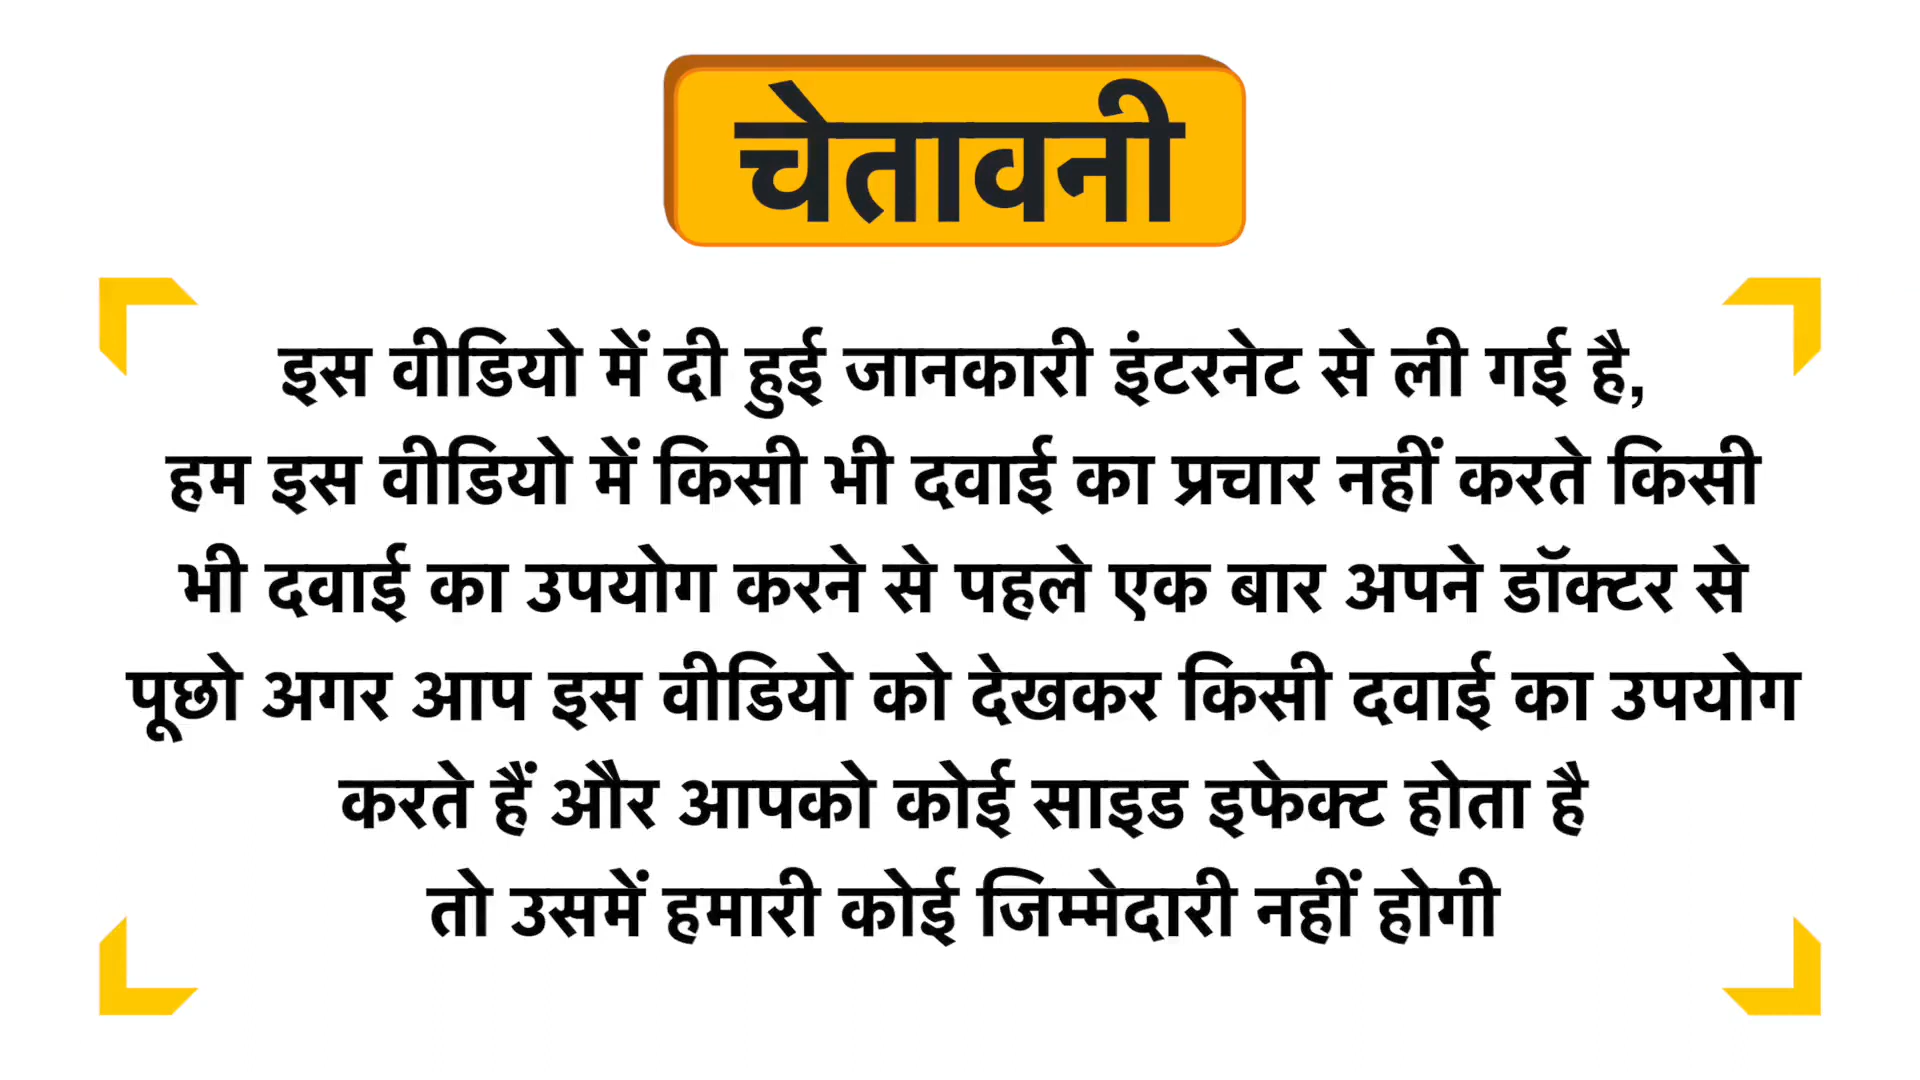 चेतावनी
इस वीडियो में दी हुई जानकारी इंटरनेट से ली गई है,
हम इस वीडियो में किसी भी दवाई का प्रचार नहीं करते किसी
भी दवाई का उपयोग करने से पहले एक बार अपने डॉक्टर से
पूछो अगर आप इस वीडियो को देखकर किसी दवाई का उपयोग
करते हैं और आपको कोई साइड इफेक्ट होता है
तो उसमें हमारी कोई जिम्मेदारी नहीं होगी